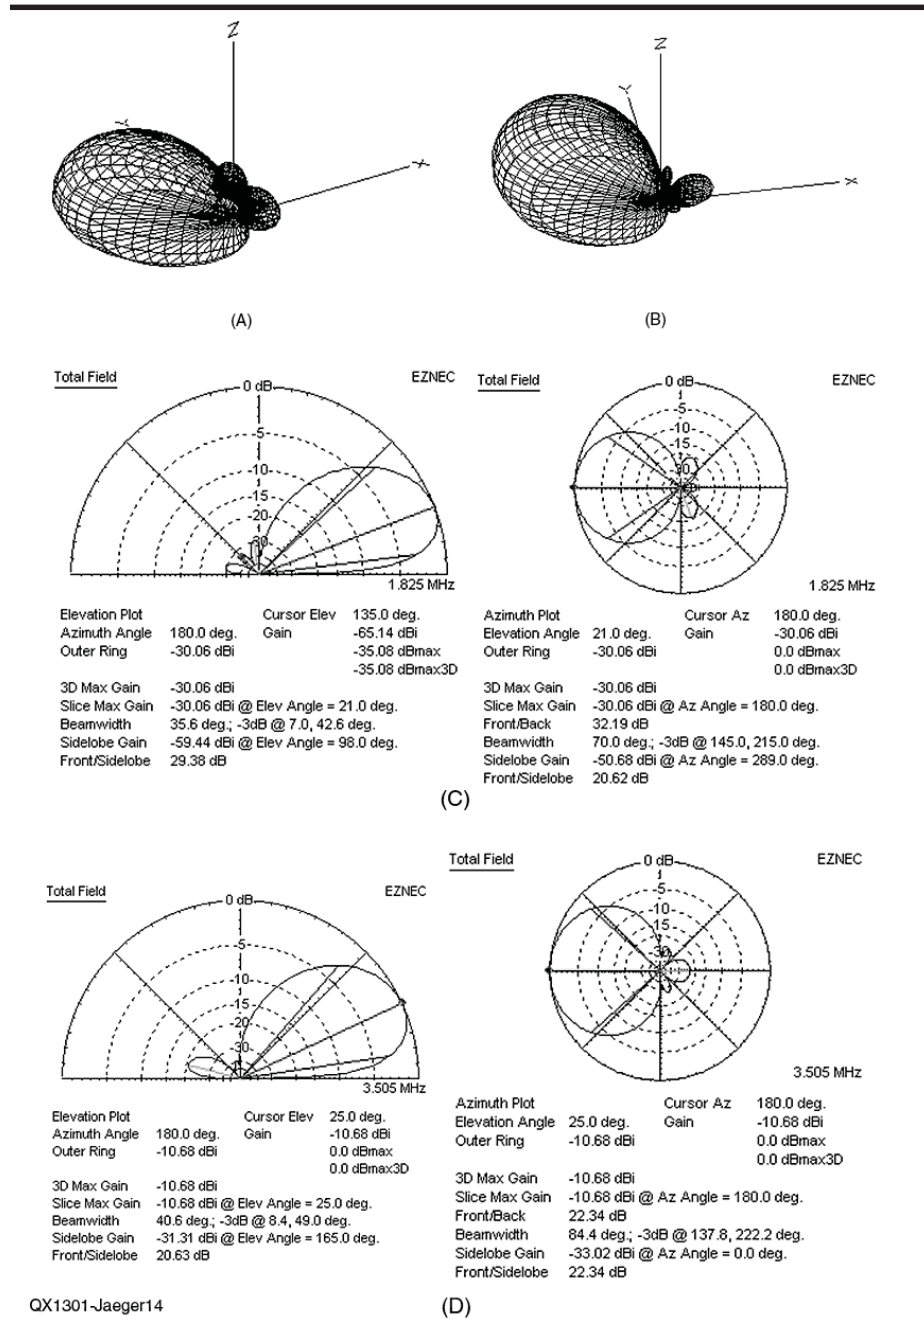 Z
Y
X
(A)
Z
Y
X
(B)
Total Field
EZNEC
0 dB
-5
-10
-15
-20
-30
1.825 MHz
Elevation Plot
Cursor Elev 135.0 deg.
Azimuth Angle 180.0 deg.
Gain -65.14 dBi
Outer Ring -30.06 dBi
-35.08 dBmax
-35.08 dBmax3D
3D Max Gain -30.06 dBi
Slice Max Gain -30.06 dBi @ Elev Angle = 21.0 deg.
Beamwidth 35.6 deg.; -3dB @ 7.0, 42.6 deg.
Sidelobe Gain -59.44 dBi @ Elev Angle = 98.0 deg.
Front/Sidelobe 29.38 dB
Total Field
EZNEC
0 dB
-5
-10
-15
1.825 MHz
Azimuth Plot
Cursor Az 180.0 deg.
Elevation Angle 21.0 deg.
Gain -30.06 dBi
Outer Ring -30.06 dBi
0.0 dBmax
0.0 dBmax3D
3D Max Gain -30.06 dBi
Slice Max Gain -30.06 dBi @ Az Angle = 180.0 deg.
Front/Back 32.19 dB
Beamwidth 70.0 deg.; -3dB @ 145.0, 215.0 deg.
Sidelobe Gain -50.68 dBi @ Az Angle = 289.0 deg.
Front/Sidelobe 20.62 dB
(C)
Total Field
EZNEC
0 dB
-5
-10
-15
-20
-30
3.505 MHz
Elevation Plot
Cursor Elev 25.0 deg.
Azimuth Angle 180.0 deg.
Gain -10.68 dBi
Outer Ring -10.68 dBi
0.0 dBmax
0.0 dBmax3D
3D Max Gain -10.68 dBi
Slice Max Gain -10.68 dBi @ Elev Angle = 25.0 deg.
Beamwidth 40.6 deg.; -3dB @ 8.4, 49.0 deg.
Sidelobe Gain -31.31 dBi @ Elev Angle = 165.0 deg.
Front/Sidelobe 20.63 dB
Total Field
EZNEC
0 dB
-5
-10
-15
-20
-30
3.505 MHz
Azimuth Plot
Cursor Az 180.0 deg.
Elevation Angle 25.0 deg.
Gain -10.68 dBi
Outer Ring -10.68 dBi
0.0 dBmax
0.0 dBmax3D
3D Max Gain -10.68 dBi
Slice Max Gain -10.68 dBi @ Az Angle = 180.0 deg.
Front/Back 22.34 dB
Beamwidth 84.4 deg.; -3dB @ 137.8, 222.2 deg.
Sidelobe Gain -33.02 dBi @ Az Angle = 0.0 deg.
Front/Sidelobe 22.34 dB
QX1301-Jaeger14
(D)